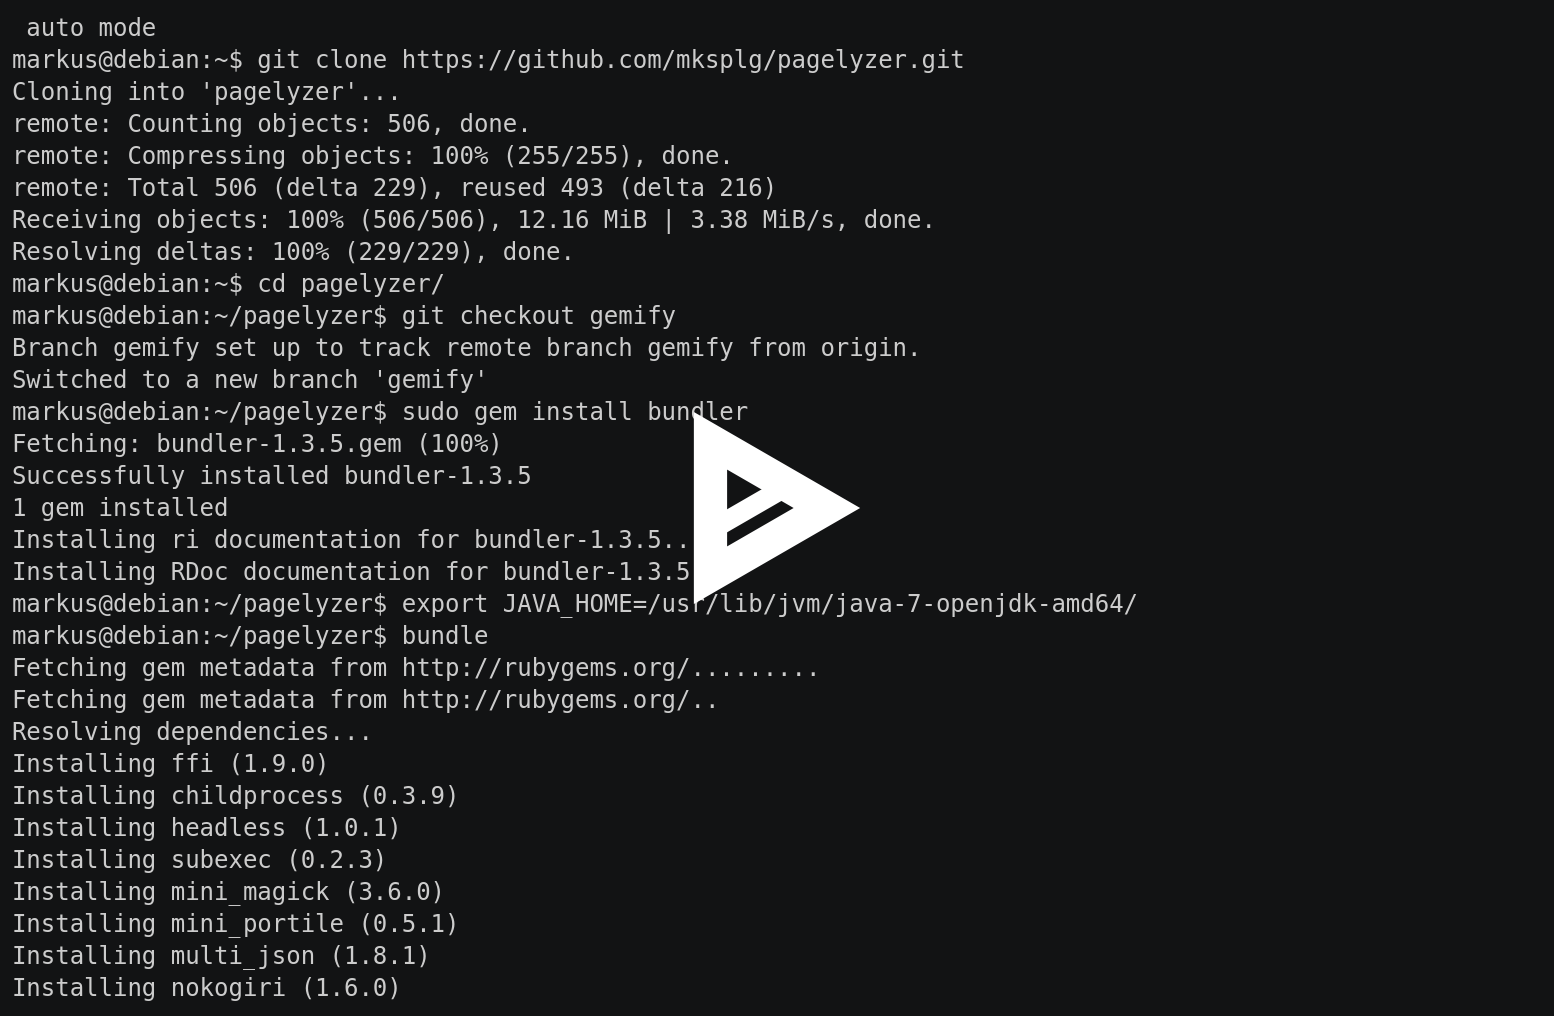 auto mode
markus@debian:~$ git clone https://github.com/mksplg/pagelyzer.git
Cloning into 'pagelyzer'...
remote: Counting objects: 506, done.
remote: Compressing objects: 100% (255/255), done.
remote: Total 506 (delta 229), reused 493 (delta 216)
Receiving objects: 100% (506/506), 12.16 MiB | 3.38 MiB/s, done.
Resolving deltas: 100% (229/229), done.
markus@debian:~$ cd pagelyzer/
markus@debian:~/pagelyzer$ git checkout gemify
Branch gemify set up to track remote branch gemify from origin.
Switched to a new branch 'gemify'
markus@debian:~/pagelyzer$ sudo gem install bundler
Fetching: bundler-1.3.5.gem (100%)
Successfully installed bundler-1.3.5
1 gem installed
Installing ri documentation for bundler-1.3.5..
Installing RDoc documentation for bundler-1.3.5
markus@debian:~/pagelyzer$ export JAVA_HOME=/usr/lib/jvm/java-7-openjdk-amd64/
markus@debian:~/pagelyzer$ bundle
Fetching gem metadata from http://rubygems.org/.........
Fetching gem metadata from http://rubygems.org/..
Resolving dependencies...
Installing ffi (1.9.0)
Installing childprocess (0.3.9)
Installing headless (1.0.1)
Installing subexec (0.2.3)
Installing mini_magick (3.6.0)
Installing mini_portile (0.5.1)
Installing multi_json (1.8.1)
Installing nokogiri (1.6.0)